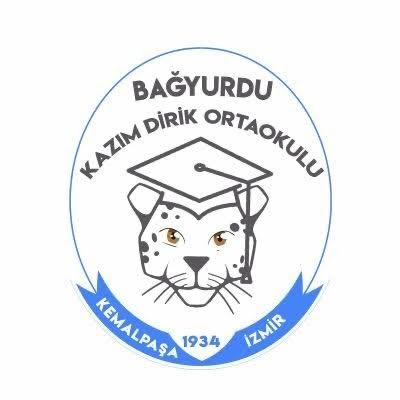 BAĞYURDU
KAZIM DİRİK ORTAOKULU
KEMALPAŞA
1934
İZMİR